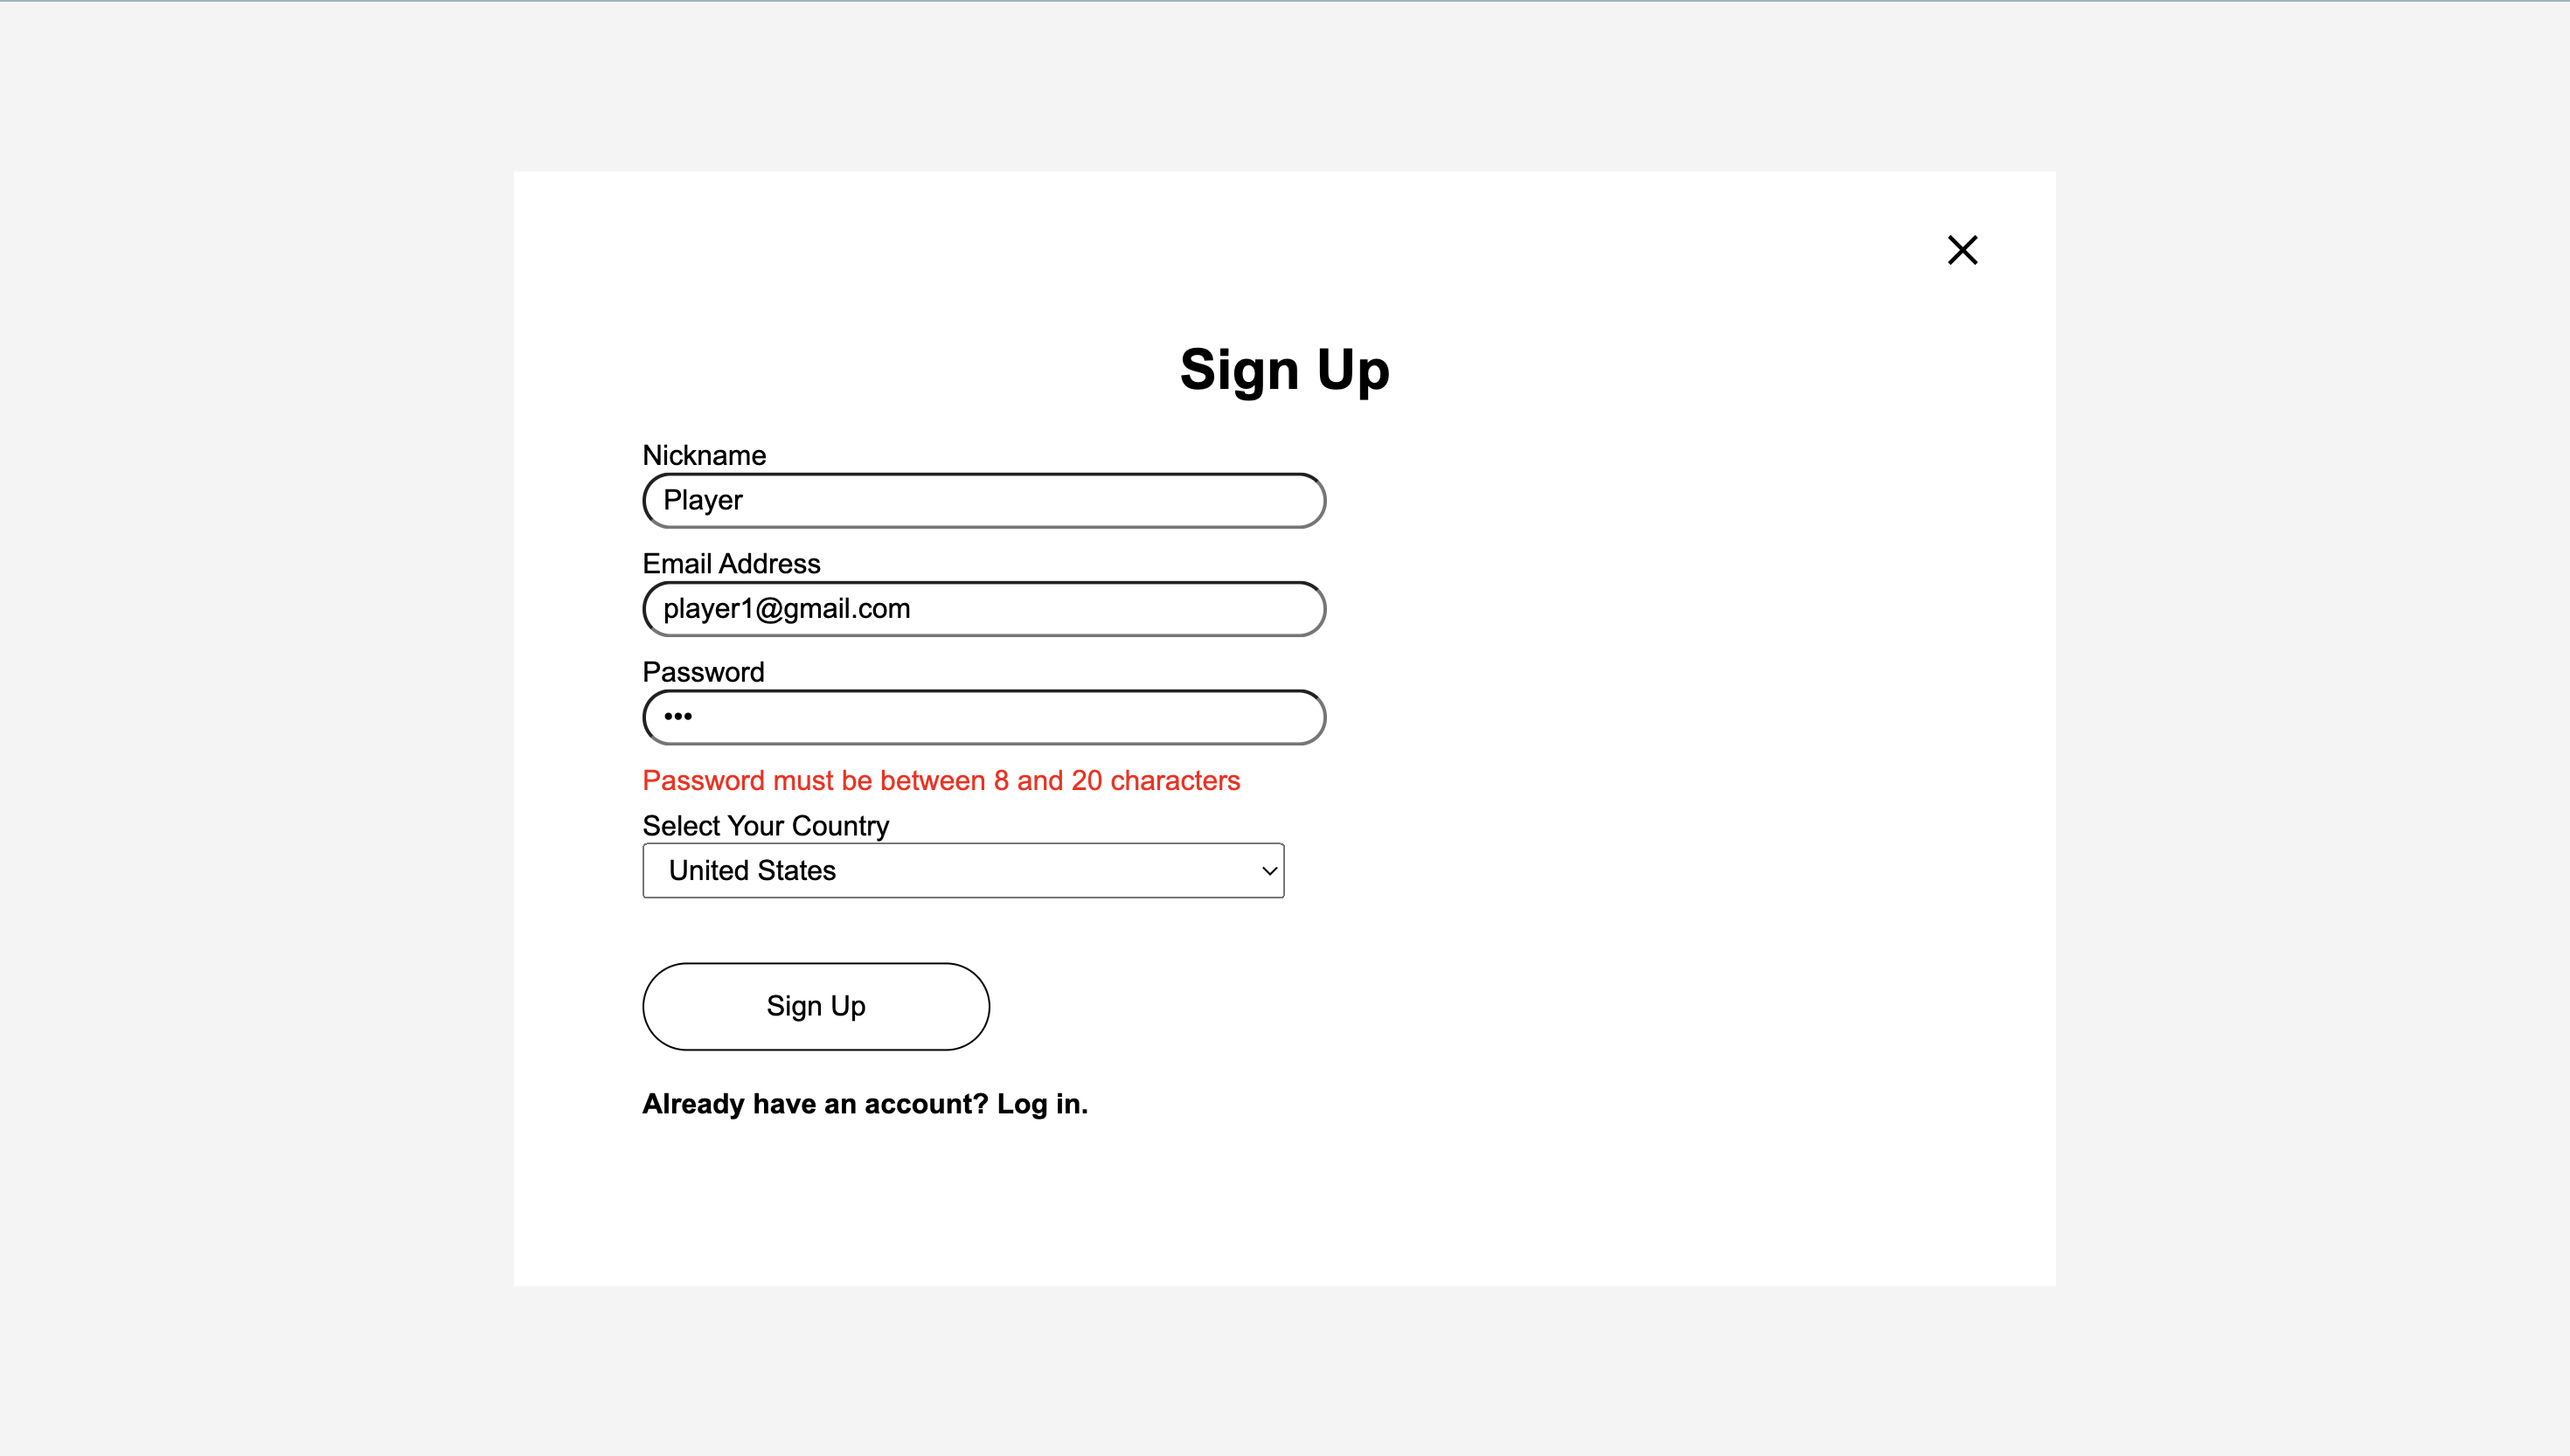 Sign Up
Nickname
Player
Email Address
player1@gmail.com
Password
•••
Password must be between 8 and 20 characters
Select Your Country
United States
Sign Up
Already have an account? Log in.